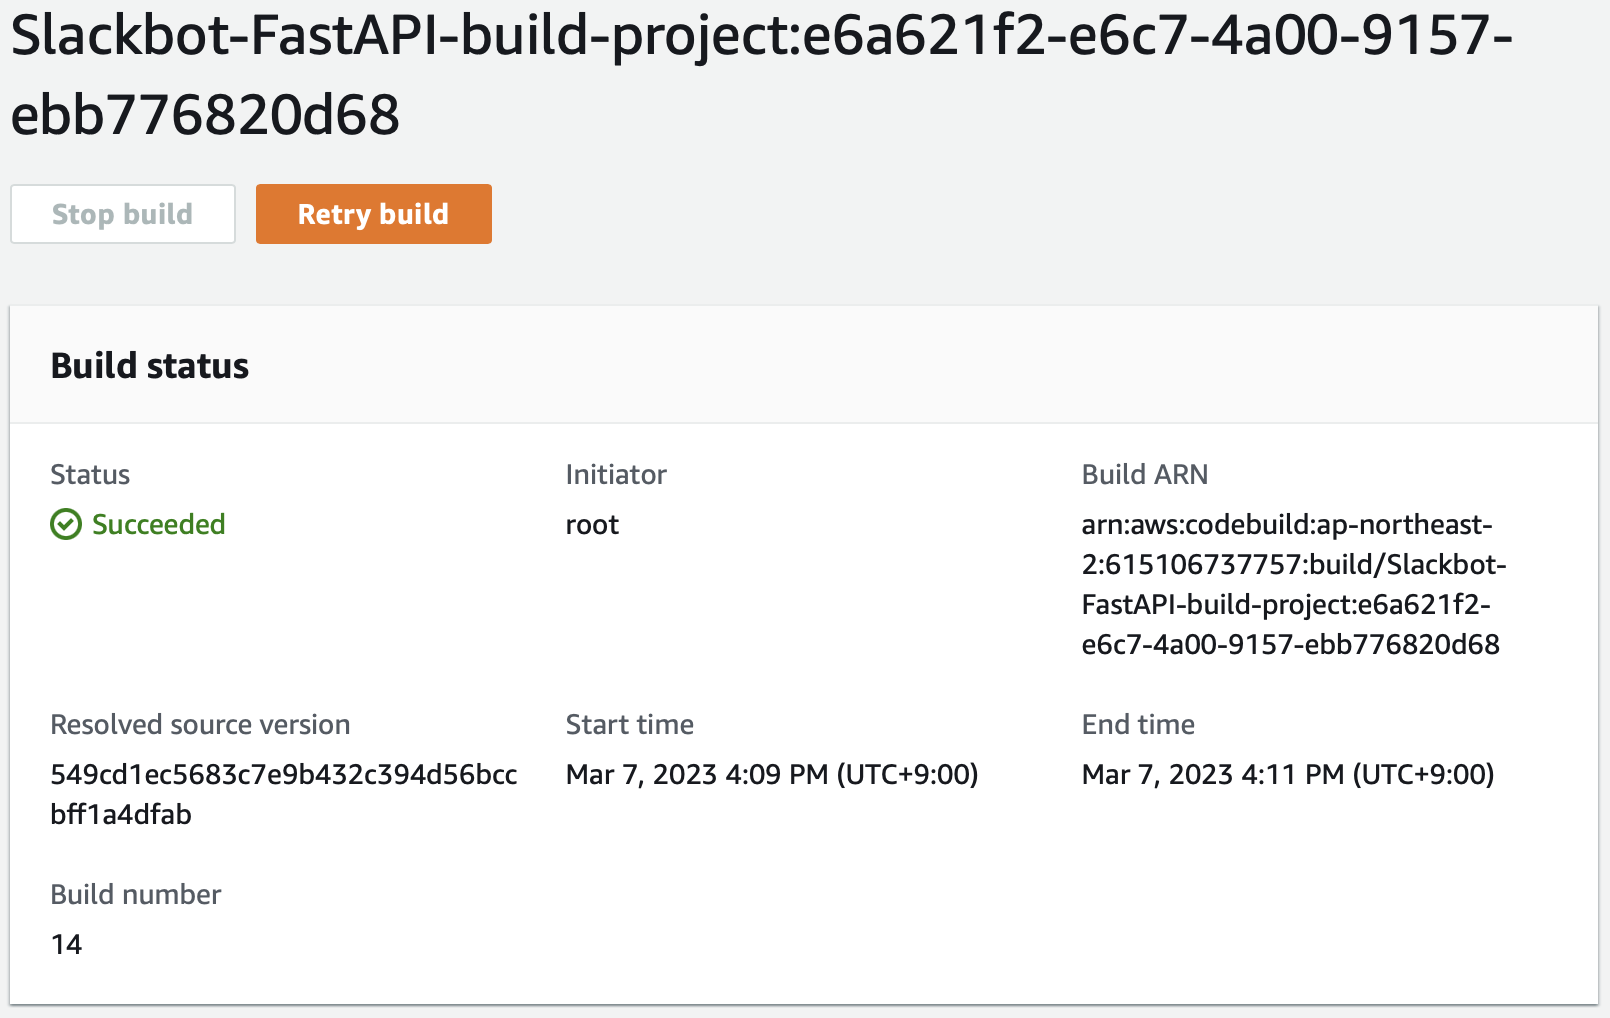 Slackbot-FastAPI-build-project:e6a621f2-e6c7-4a00-9157-
ebb776820d68
Stop build
Retry build
Build status
Status
Succeeded
Initiator
root
Build ARN
arn:aws:codebuild:ap-northeast-
2:615106737757:build/Slackbot-
FastAPI-build-project:e6a621f2-
e6c7-4a00-9157-ebb776820d68
Resolved source version
549cd1ec5683c7e9b432c394d56bcc
bff1a4dfab
Start time
Mar 7, 2023 4:09 PM (UTC+9:00)
End time
Mar 7, 2023 4:11 PM (UTC+9:00)
Build number
14